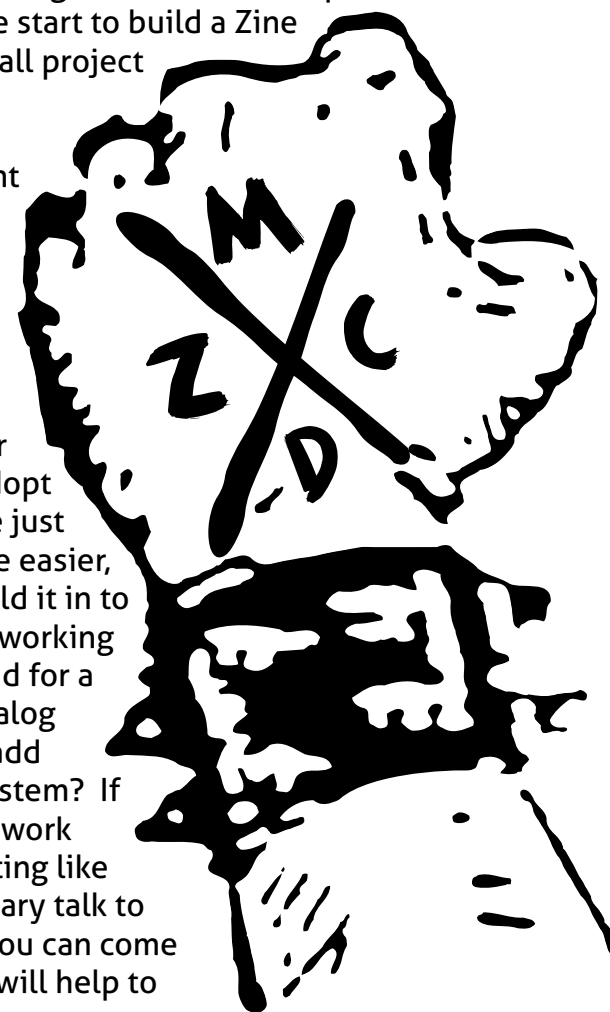 e start to build a Zine
all project
nt
M
Z C
D
r
dopt
e just
e easier,
ld it in to
working
d for a
alog
add
stem? If
work
ting like
ary talk to
ou can come
will help to